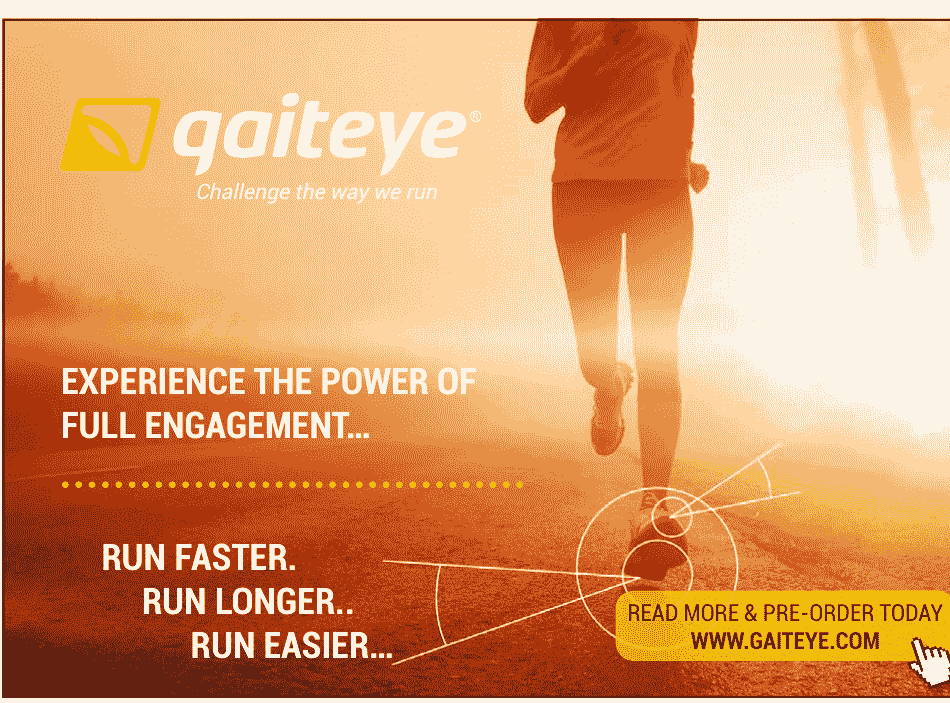 gaiteye®
Challenge the way we run
EXPERIENCE THE POWER OF
FULL ENGAGEMENT...
RUN FASTER.
RUN LONGER..
RUN EASIER...
READ MORE & PRE-ORDER TODAY
WWW.GAITEYE.COM